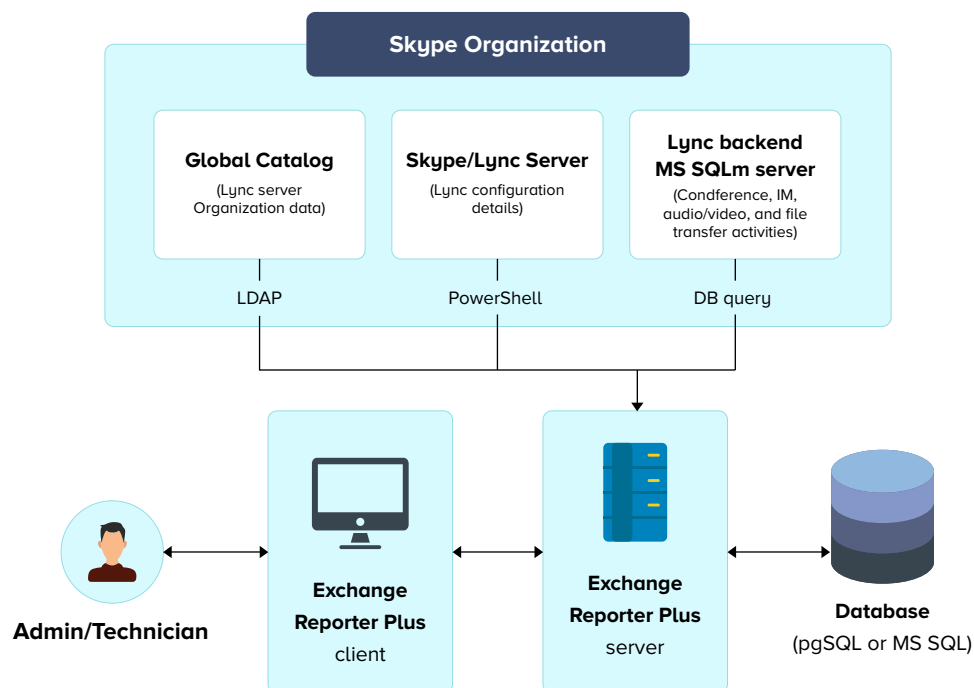 Skype Organization
Global Catalog
(Lync server
Organization data)
Skype/Lync Server
(Lync configuration
details)
Lync backend
MS SQLm server
(Condference, IM,
audio/video, and file
transfer activities)
LDAP
PowerShell
DB query
Admin/Technician
Exchange
Reporter Plus
client
Exchange
Reporter Plus
server
Database
(pgSQL or MS SQL)